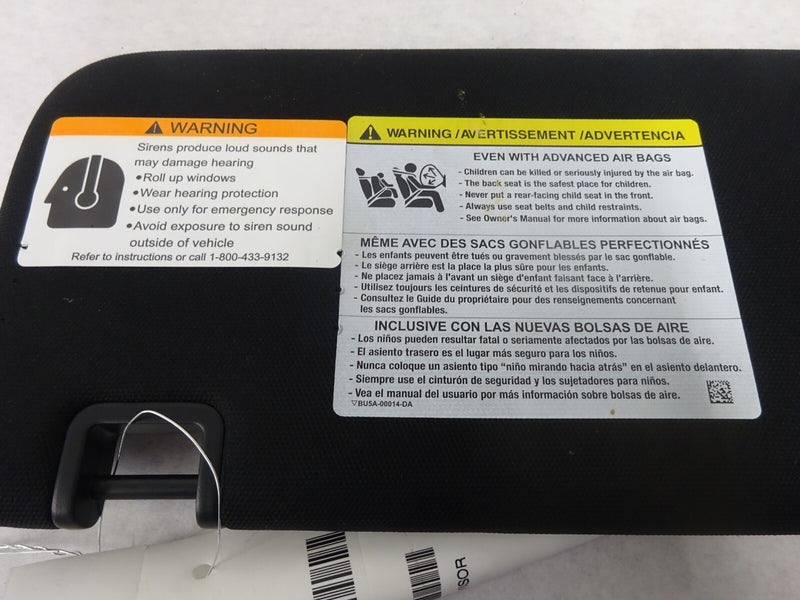 WARNING
Sirens produce loud sounds that
may damage hearing
•Roll up windows
•Wear hearing protection
•Use only for emergency response
•Avoid exposure to siren sound
outside of vehicle
Refer to instructions or call 1-800-433-9132
WARNING / AVERTISSEMENT / ADVERTENCIA
EVEN WITH ADVANCED AIR BAGS
- Children can be killed or seriously injured by the air bag.
- The back seat is the safest place for children.
- Never put a rear-facing child seat in the front.
- Always use seat belts and child restraints.
- See Owner's Manual for more information about air bags.
MÊME AVEC DES SACS GONFLABLES PERFECTIONNÉS
- Les enfants peuvent être tués ou gravement blessés par le sac gonflable.
- Le siège arrière est la place la plus sûre pour les enfants.
- Ne placez jamais à l'avant un siège d'enfant faisant face à l'arrière.
- Utilisez toujours les ceintures de sécurité et les dispositifs de retenue pour enfant.
- Consultez le Guide du propriétaire pour des renseignements concernant
les sacs gonflables.
INCLUSIVE CON LAS NUEVAS BOLSAS DE AIRE
- Los niños pueden resultar fatal o seriamente afectados por las bolsas de aire.
- El asiento trasero es el lugar más seguro para los niños.
- Nunca coloque un asiento tipo "niño mirando hacia atrás" en el asiento delantero.
- Siempre use el cinturón de seguridad y los sujetadores para niños.
- Vea el manual del usuario por más información sobre bolsas de aire.
▽BU5A-00014-DA